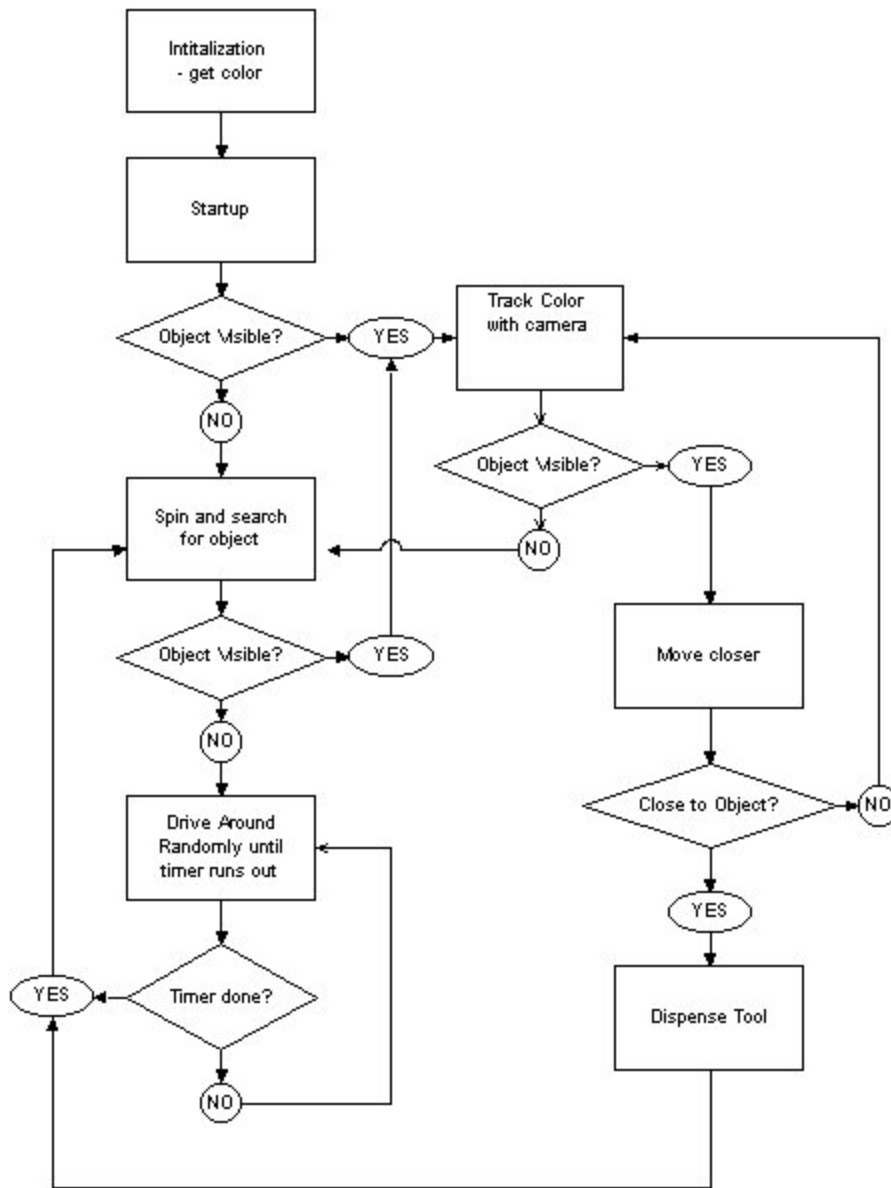 Intitalization
- get color
Startup
Object Visible?
YES
Track Color
with camera
NO
Object Visible?
YES
Spin and search
for object
NO
Object Visible?
YES
Move closer
NO
Drive Around
Randomly until
timer runs out
Close to Object?
NO
YES
Timer done?
YES
Dispense Tool
NO